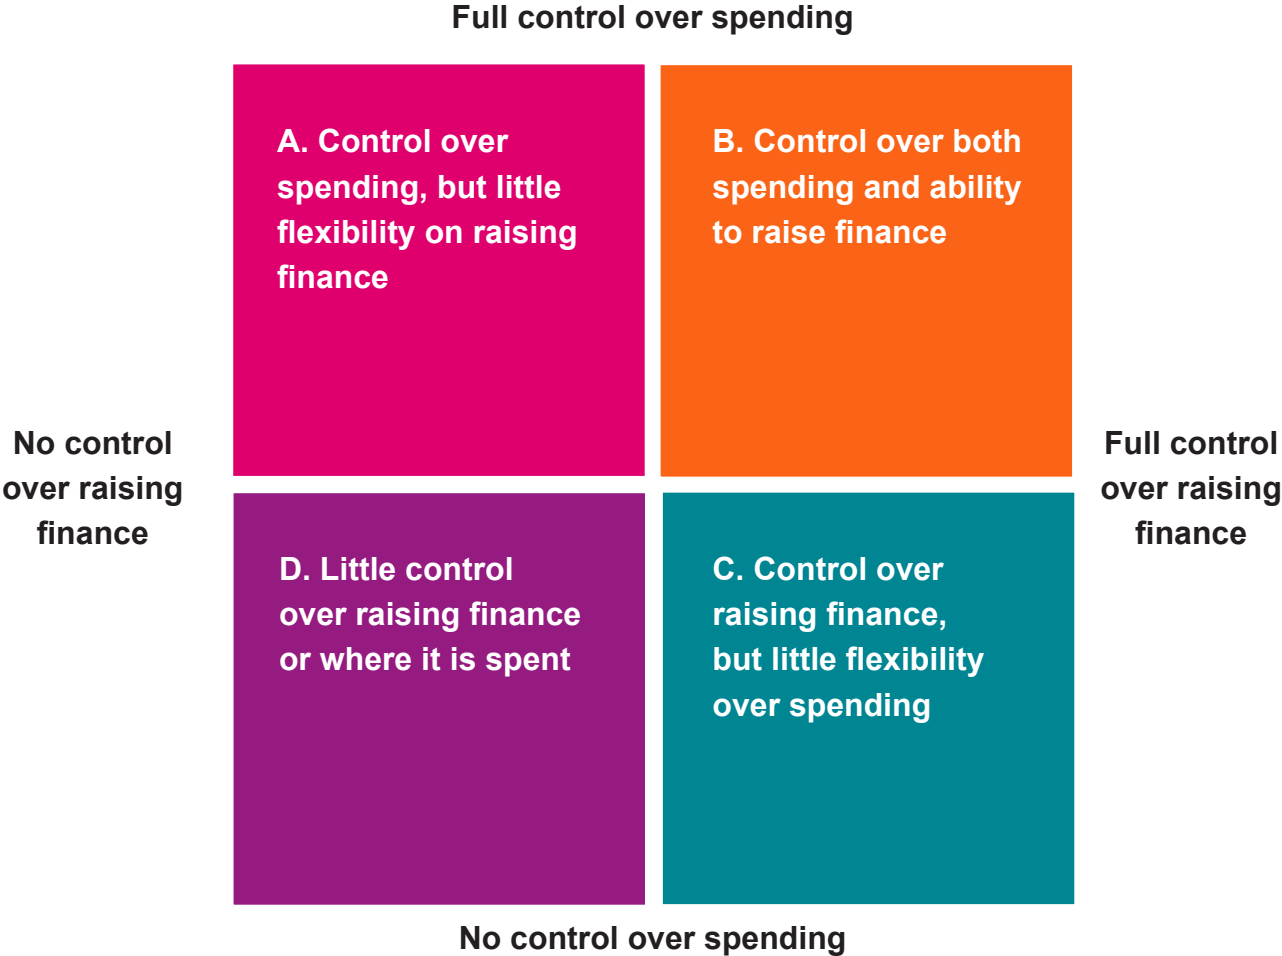 Full control over spending
A. Control over
spending, but little
flexibility on raising
finance
B. Control over both
spending and ability
to raise finance
No control
over raising
finance
Full control
over raising
finance
D. Little control
over raising finance
or where it is spent
C. Control over
raising finance,
but little flexibility
over spending
No control over spending